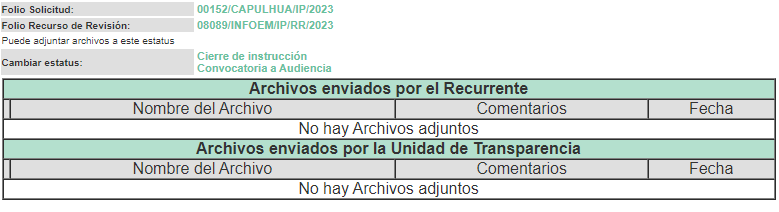 Folio Solicitud: 00152/CAPULHUA/IP/2023
Folio Recurso de Revisión: 08089/INFOEM/IP/RR/2023
Puede adjuntar archivos a este estatus
Cambiar estatus: Cierre de instrucción
Convocatoria a Audiencia
Archivos enviados por el Recurrente
Nombre del Archivo Comentarios Fecha
No hay Archivos adjuntos
Archivos enviados por la Unidad de Transparencia
Nombre del Archivo Comentarios Fecha
No hay Archivos adjuntos